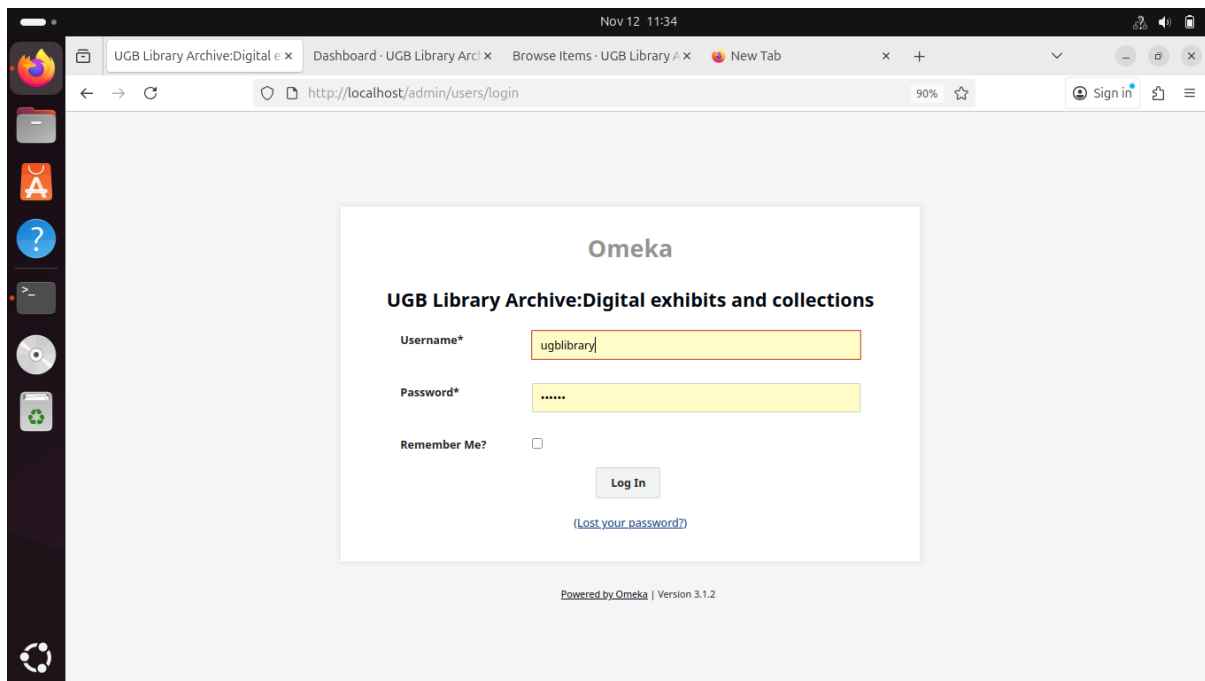 Nov 12 11:34
UGB Library Archive:Digital e
Dashboard - UGB Library Arc
Browse Items · UGB Library A
New Tab
http://localhost/admin/users/login
90%
Sign in
Omeka
UGB Library Archive:Digital exhibits and collections
Username*
ugblibrary
Password*
••••••
Remember Me?
Log In
(Lost your password?)
Powered by Omeka | Version 3.1.2